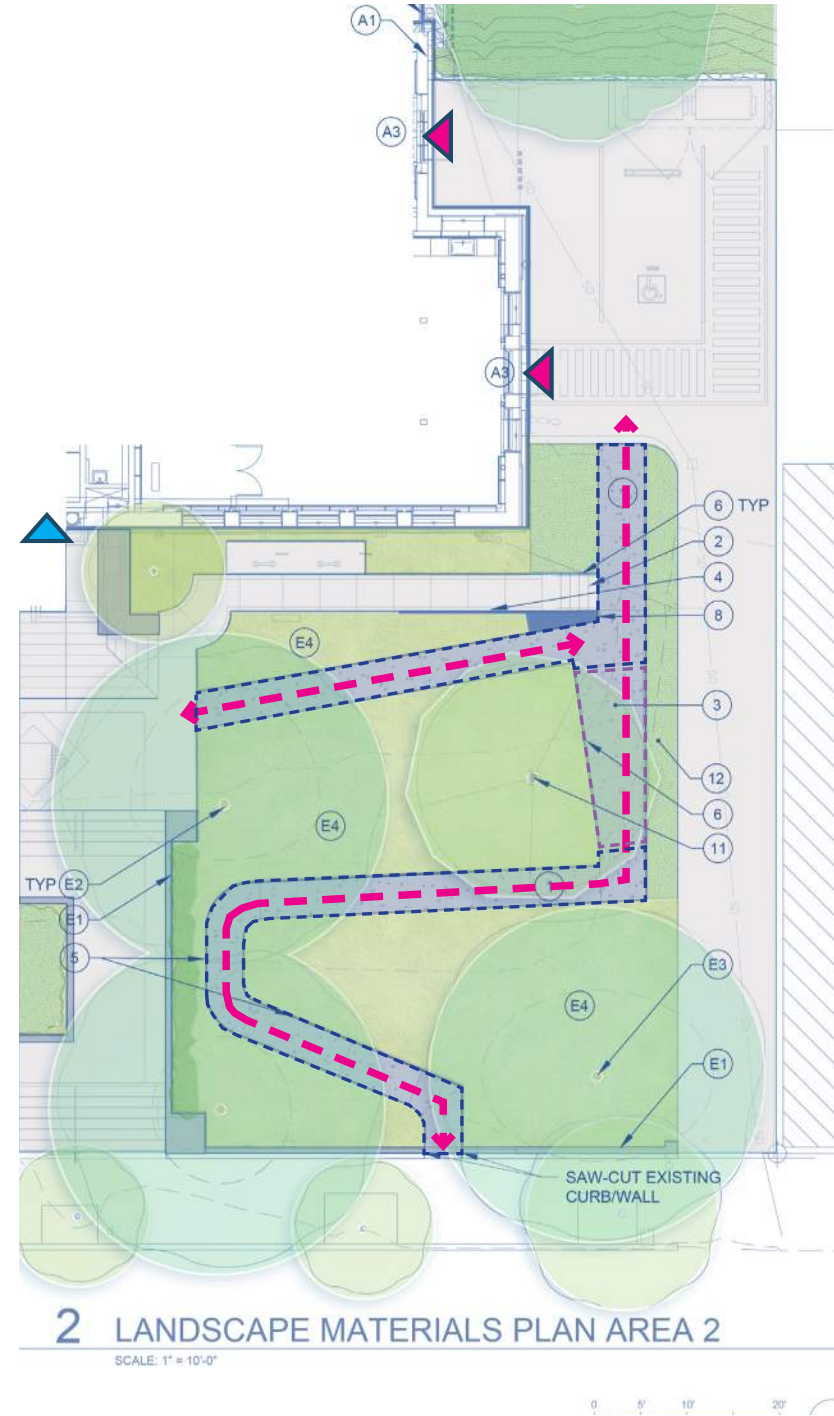 A1
A3
VAN
A3
6 TYP
2
4
8
E4
3
12
6
E4
11
TYP E2
E1
5
E3
E4
E1
SAW-CUT EXISTING
CURB/WALL
2 LANDSCAPE MATERIALS PLAN AREA 2
SCALE: 1" = 10'-0"
0 5' 10' 20'